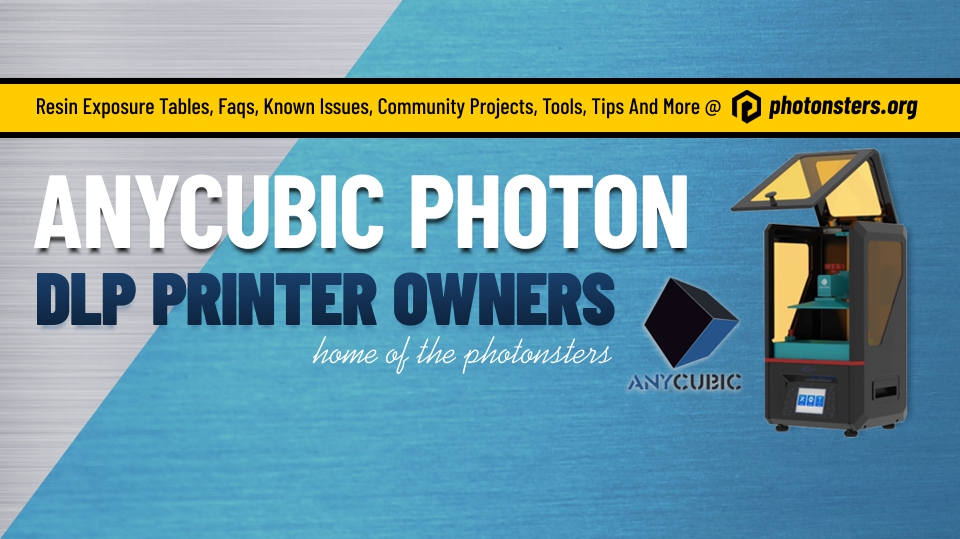 Resin Exposure Tables, Faqs, Known Issues, Community Projects, Tools, Tips And More @ photonsters.org
ANYCUBIC PHOTON
DLP PRINTER OWNERS
home of the photonsters
ANYCUBIC